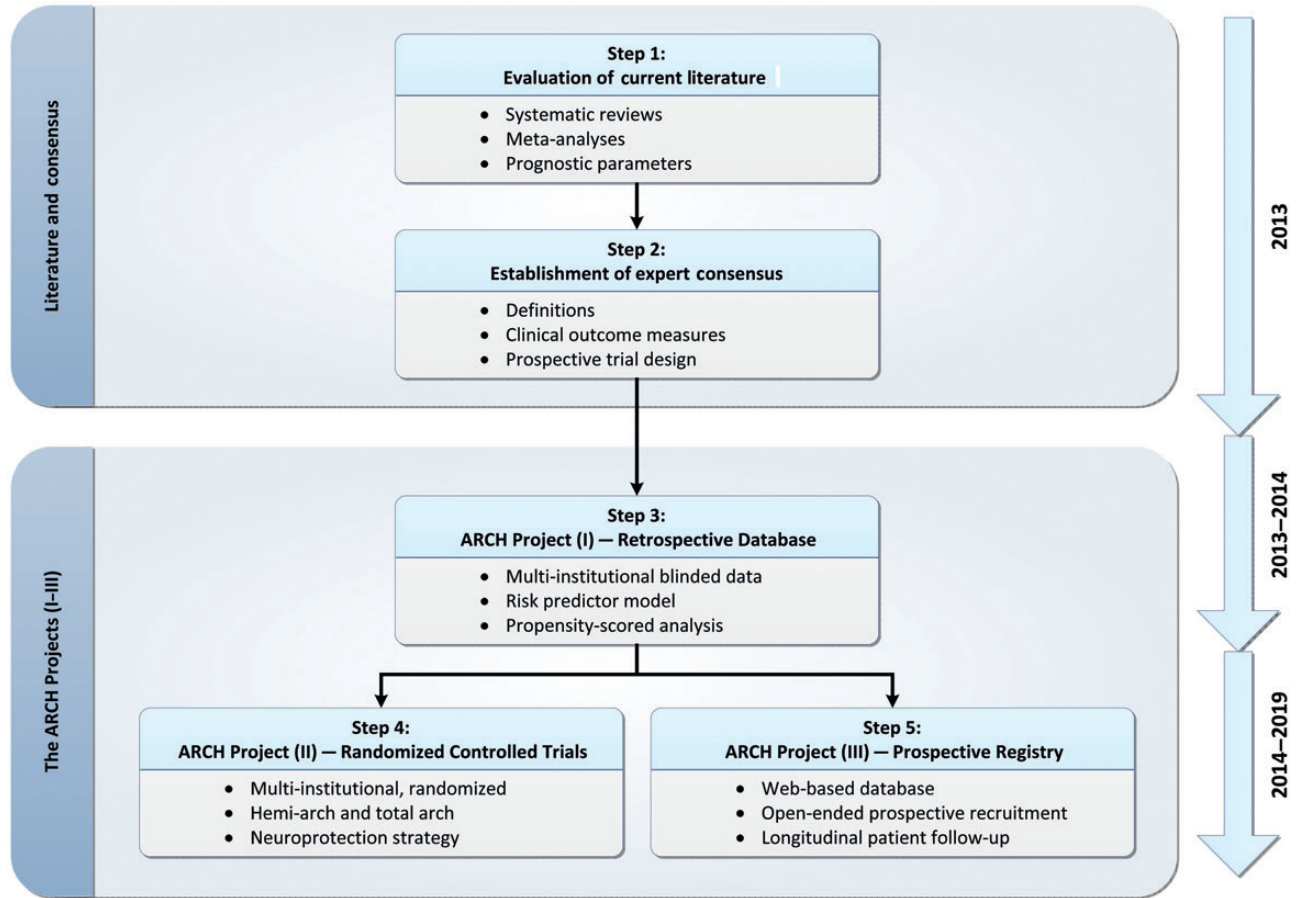 Literature and consensus
Step 1:
Evaluation of current literature
• Systematic reviews
• Meta-analyses
• Prognostic parameters
Step 2:
Establishment of expert consensus
• Definitions
• Clinical outcome measures
• Prospective trial design
2013
The ARCH Projects (I–III)
Step 3:
ARCH Project (I) — Retrospective Database
• Multi-institutional blinded data
• Risk predictor model
• Propensity-scored analysis
2013–2014
Step 4:
ARCH Project (II) — Randomized Controlled Trials
• Multi-institutional, randomized
• Hemi-arch and total arch
• Neuroprotection strategy
Step 5:
ARCH Project (III) — Prospective Registry
• Web-based database
• Open-ended prospective recruitment
• Longitudinal patient follow-up
2014–2019